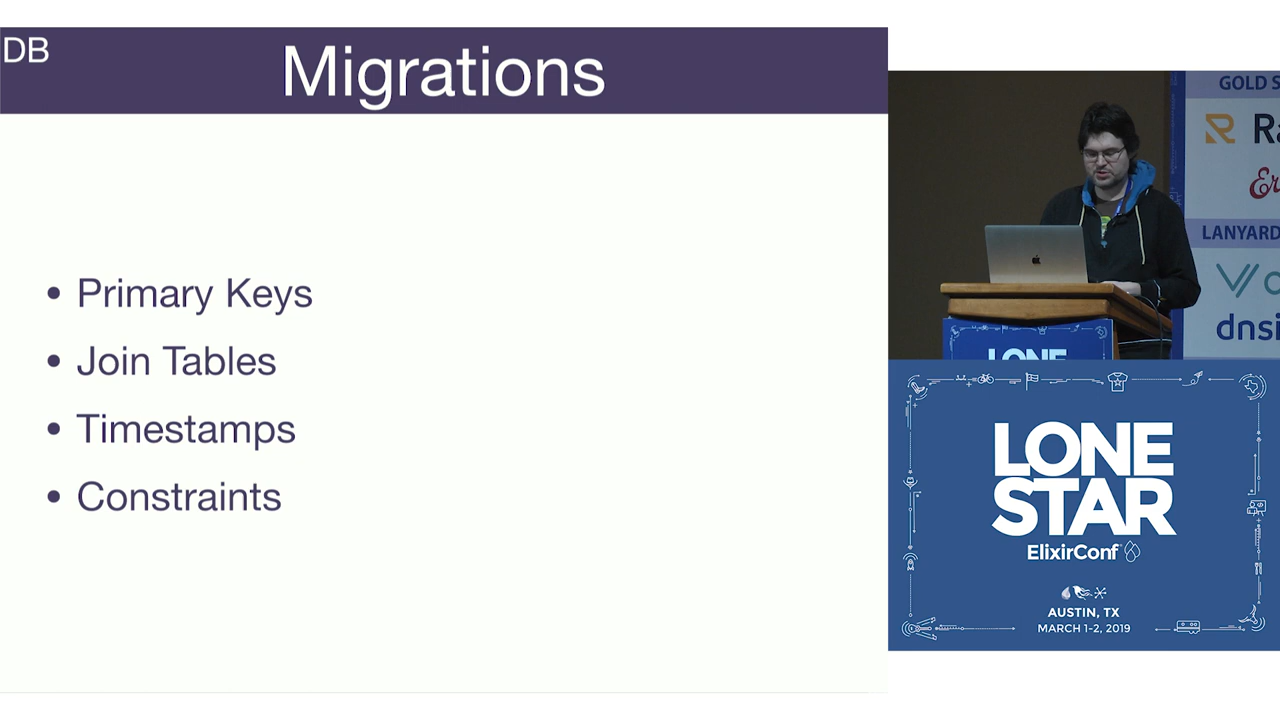 DB
Migrations
• Primary Keys
• Join Tables
• Timestamps
• Constraints
GOLD S
R
Er
LANYARD
dnsi
LONE
LONE
STAR
ElixirConf
AUSTIN, TX
MARCH 1-2, 2019